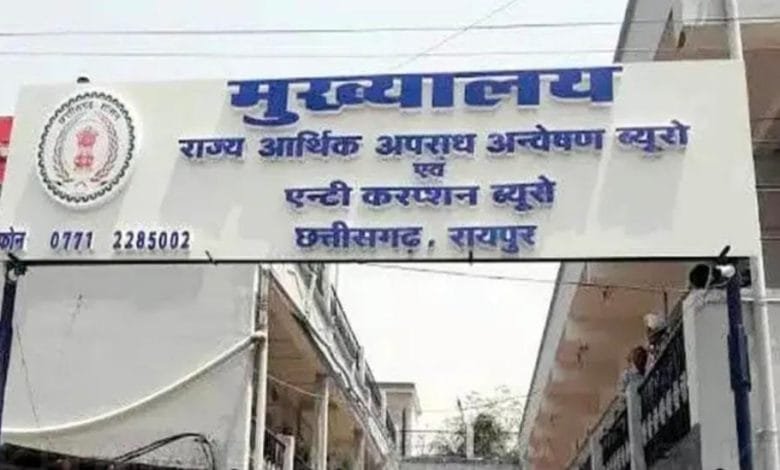 मुख्यालय
राज्य आर्थिक अपराध अन्वेषण ब्यूरो
एवं
एन्टी करप्शन ब्यूरो
फोन 0771 2285002
छत्तीसगढ़, रायपुर